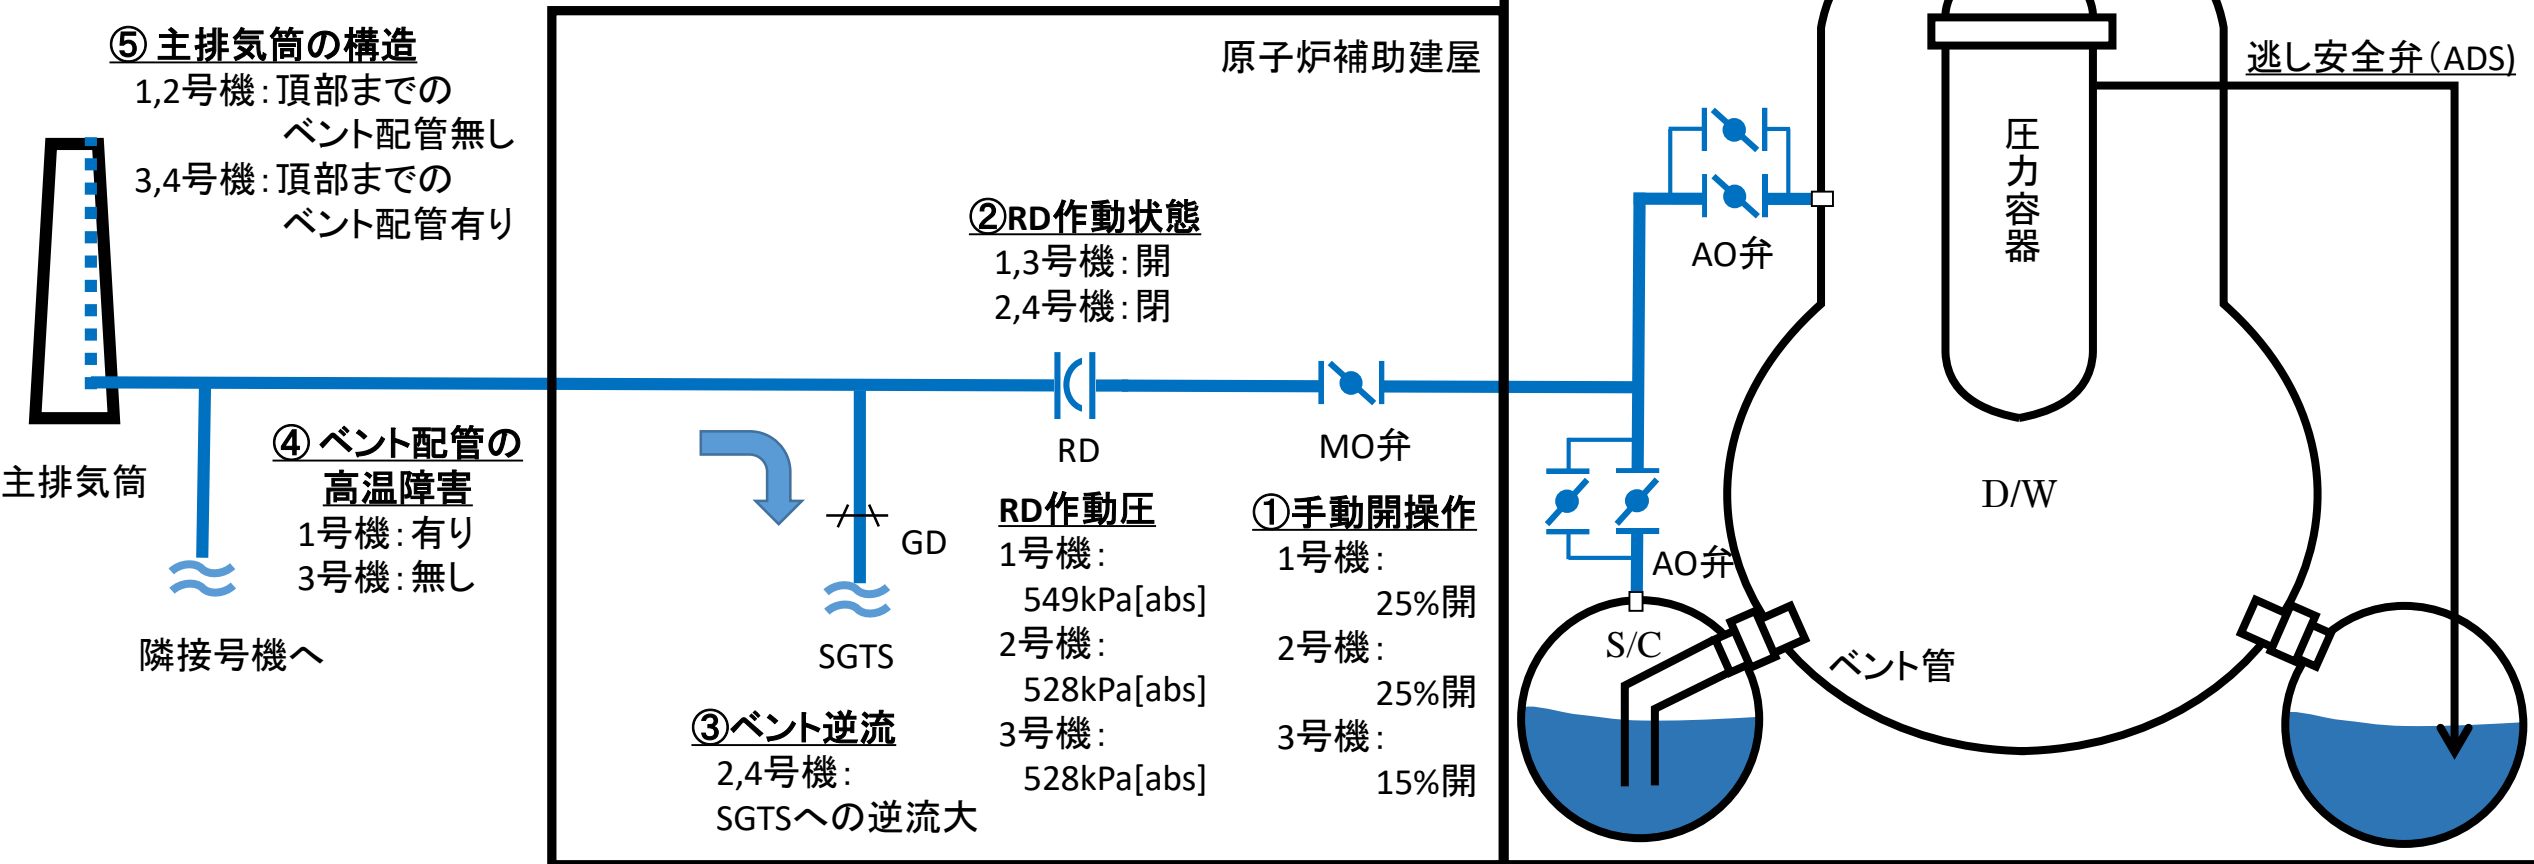 ⑤ 主排気筒の構造
1,2号機：頂部までの
ベント配管無し
3,4号機：頂部までの
ベント配管有り
主排気筒
④ ベント配管の
高温障害
1号機：有り
3号機：無し
隣接号機へ
原子炉補助建屋
②RD作動状態
1,3号機：開
2,4号機：閉
RD
MO弁
GD
SGTS
③ベント逆流
2,4号機：
SGTSへの逆流大
RD作動圧
1号機：
549kPa[abs]
2号機：
528kPa[abs]
3号機：
528kPa[abs]
①手動開操作
1号機：
25%開
2号機：
25%開
3号機：
15%開
逃し安全弁（ADS)
圧力容器
AO弁
D/W
AO弁
S/C
ベント管